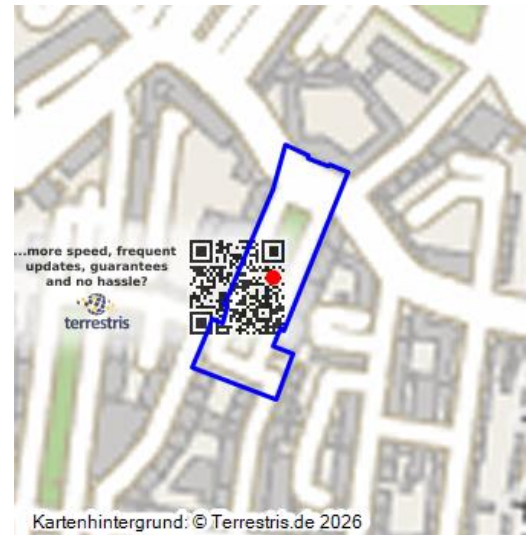 ...more speed, frequent
updates, guarantees
and no hassle?
terrestris
Kartenhintergrund: © Terrestris.de 2026